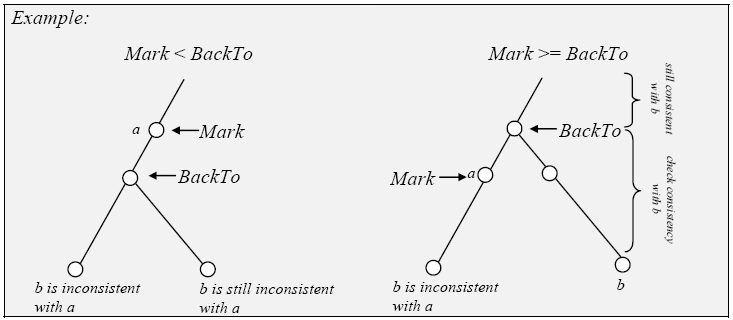 Example:
Mark < BackTo
a
Mark
BackTo
b is inconsistent
with a
b is still inconsistent
with a
Mark >= BackTo
BackTo
Mark
a
b is inconsistent
with a
b
still consistent
with b
check consistency
with b